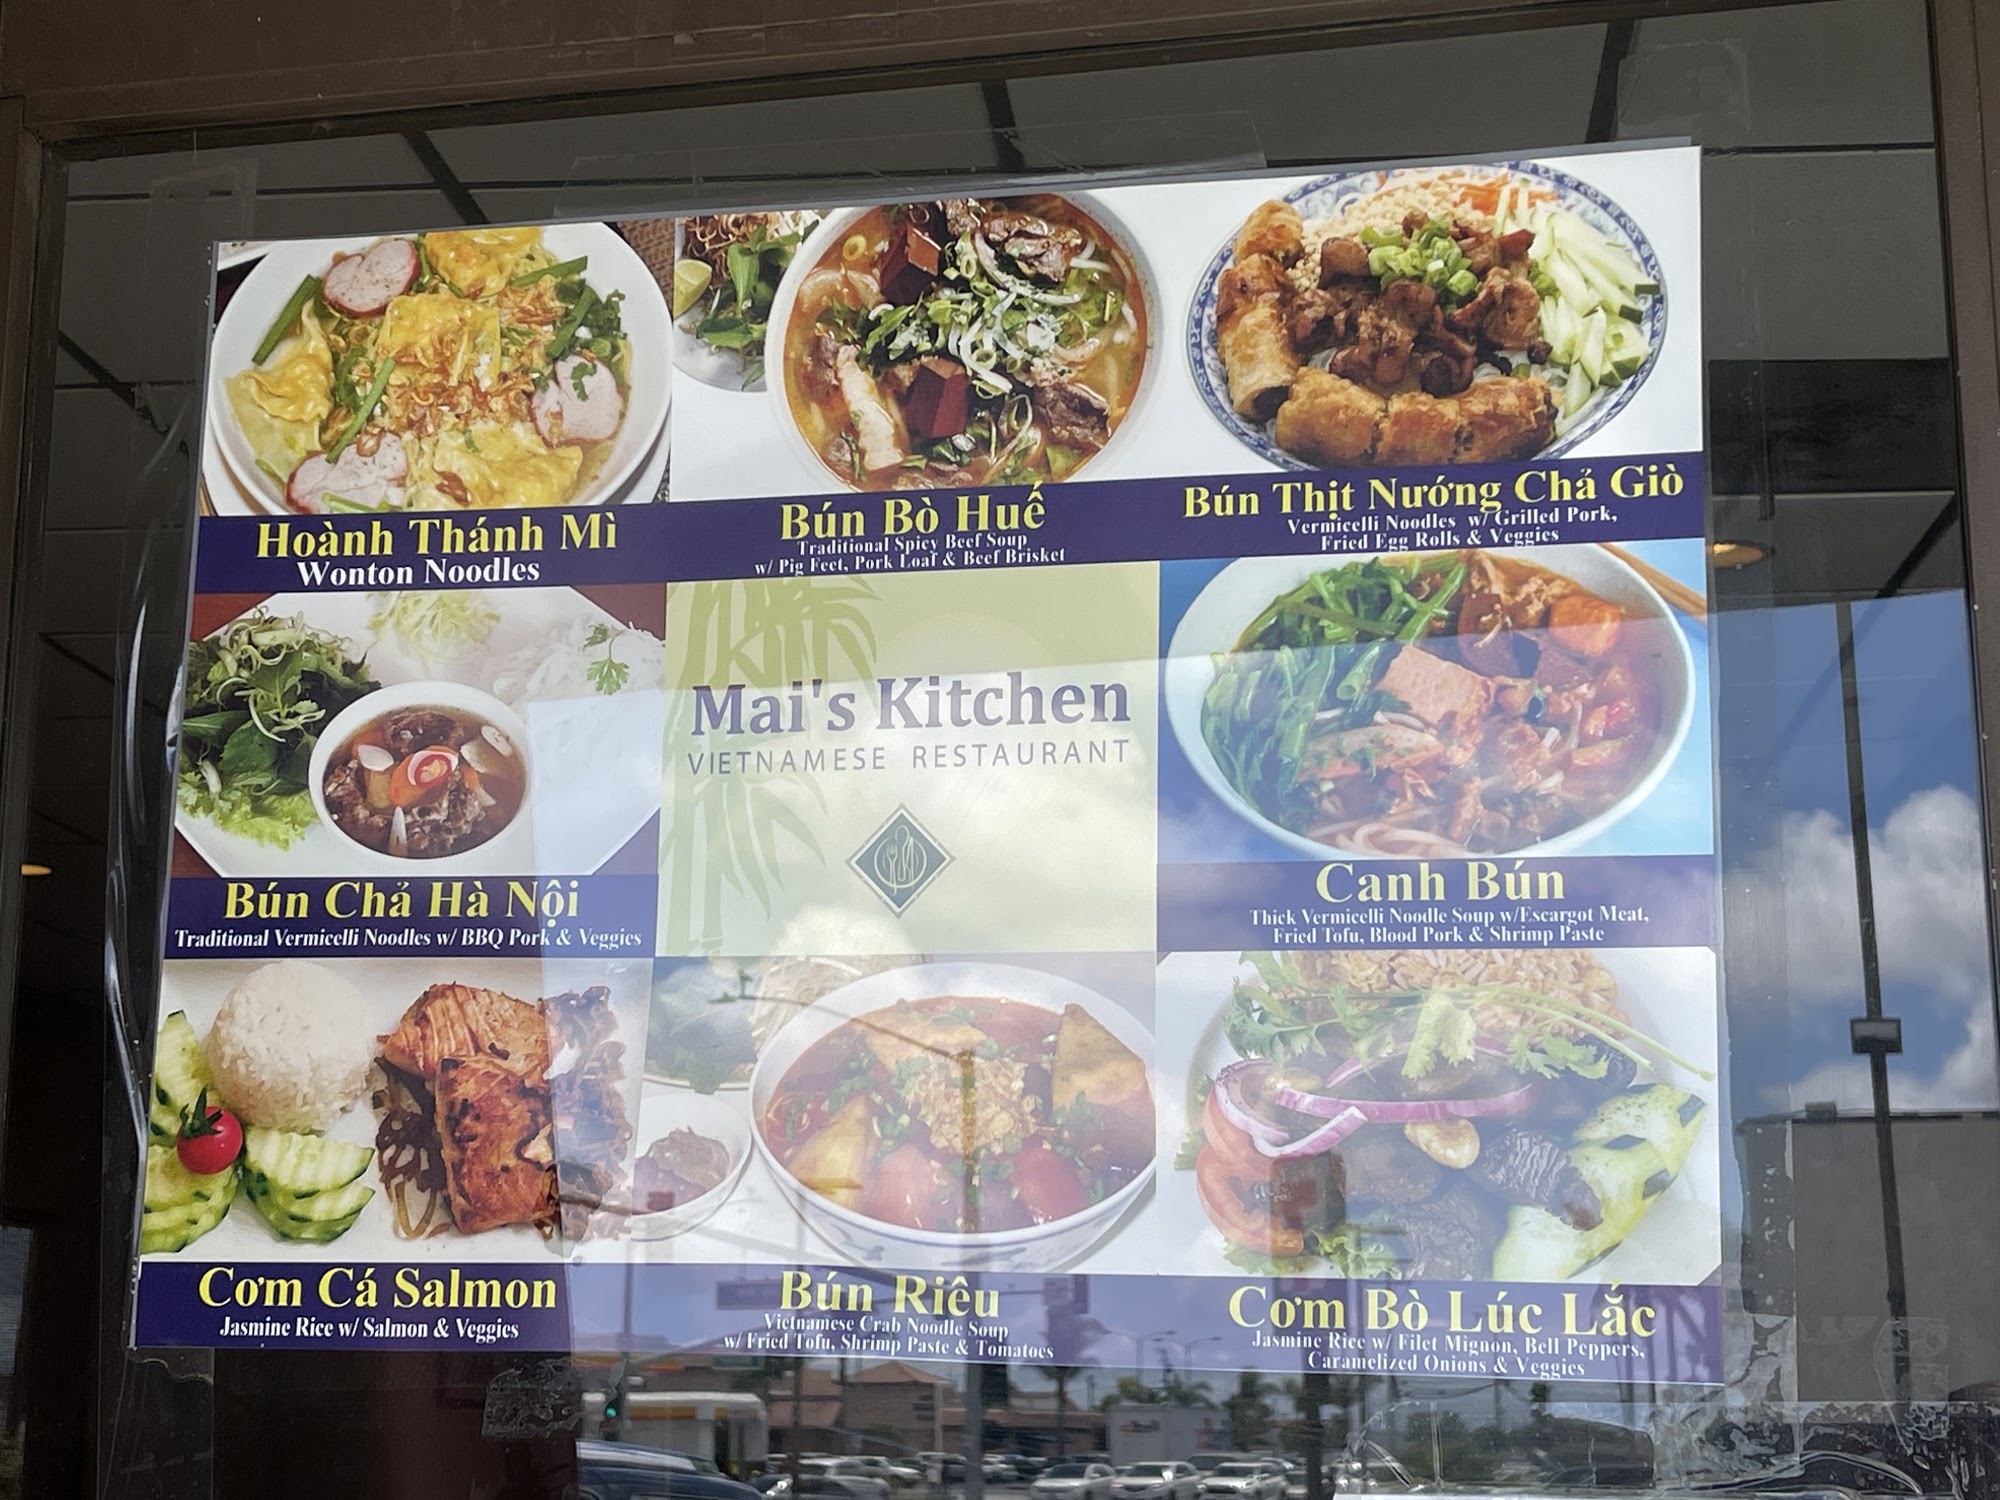 Hoành Thánh Mì
Wonton Noodles
Bún Bò Huế
Traditional Spicy Beef Soup
w/ Pig Feet, Pork Loaf & Beef Brisket
Bún Thịt Nướng Chả Giò
Vermicelli Noodles w/ Grilled Pork,
Fried Egg Rolls & Veggies
Bún Chả Hà Nội
Traditional Vermicelli Noodles w/ BBQ Pork & Veggies
Mai's Kitchen
VIETNAMESE RESTAURANT
Canh Bún
Thick Vermicelli Noodle Soup w/Escargot Meat,
Fried Tofu, Blood Pork & Shrimp Paste
Cơm Cá Salmon
Jasmine Rice w/ Salmon & Veggies
Bún Riêu
Vietnamese Crab Noodle Soup
w/ Fried Tofu, Shrimp Paste & Tomatoes
Cơm Bò Lúc Lắc
Jasmine Rice w/ Filet Mignon, Bell Peppers,
Caramelized Onions & Veggies